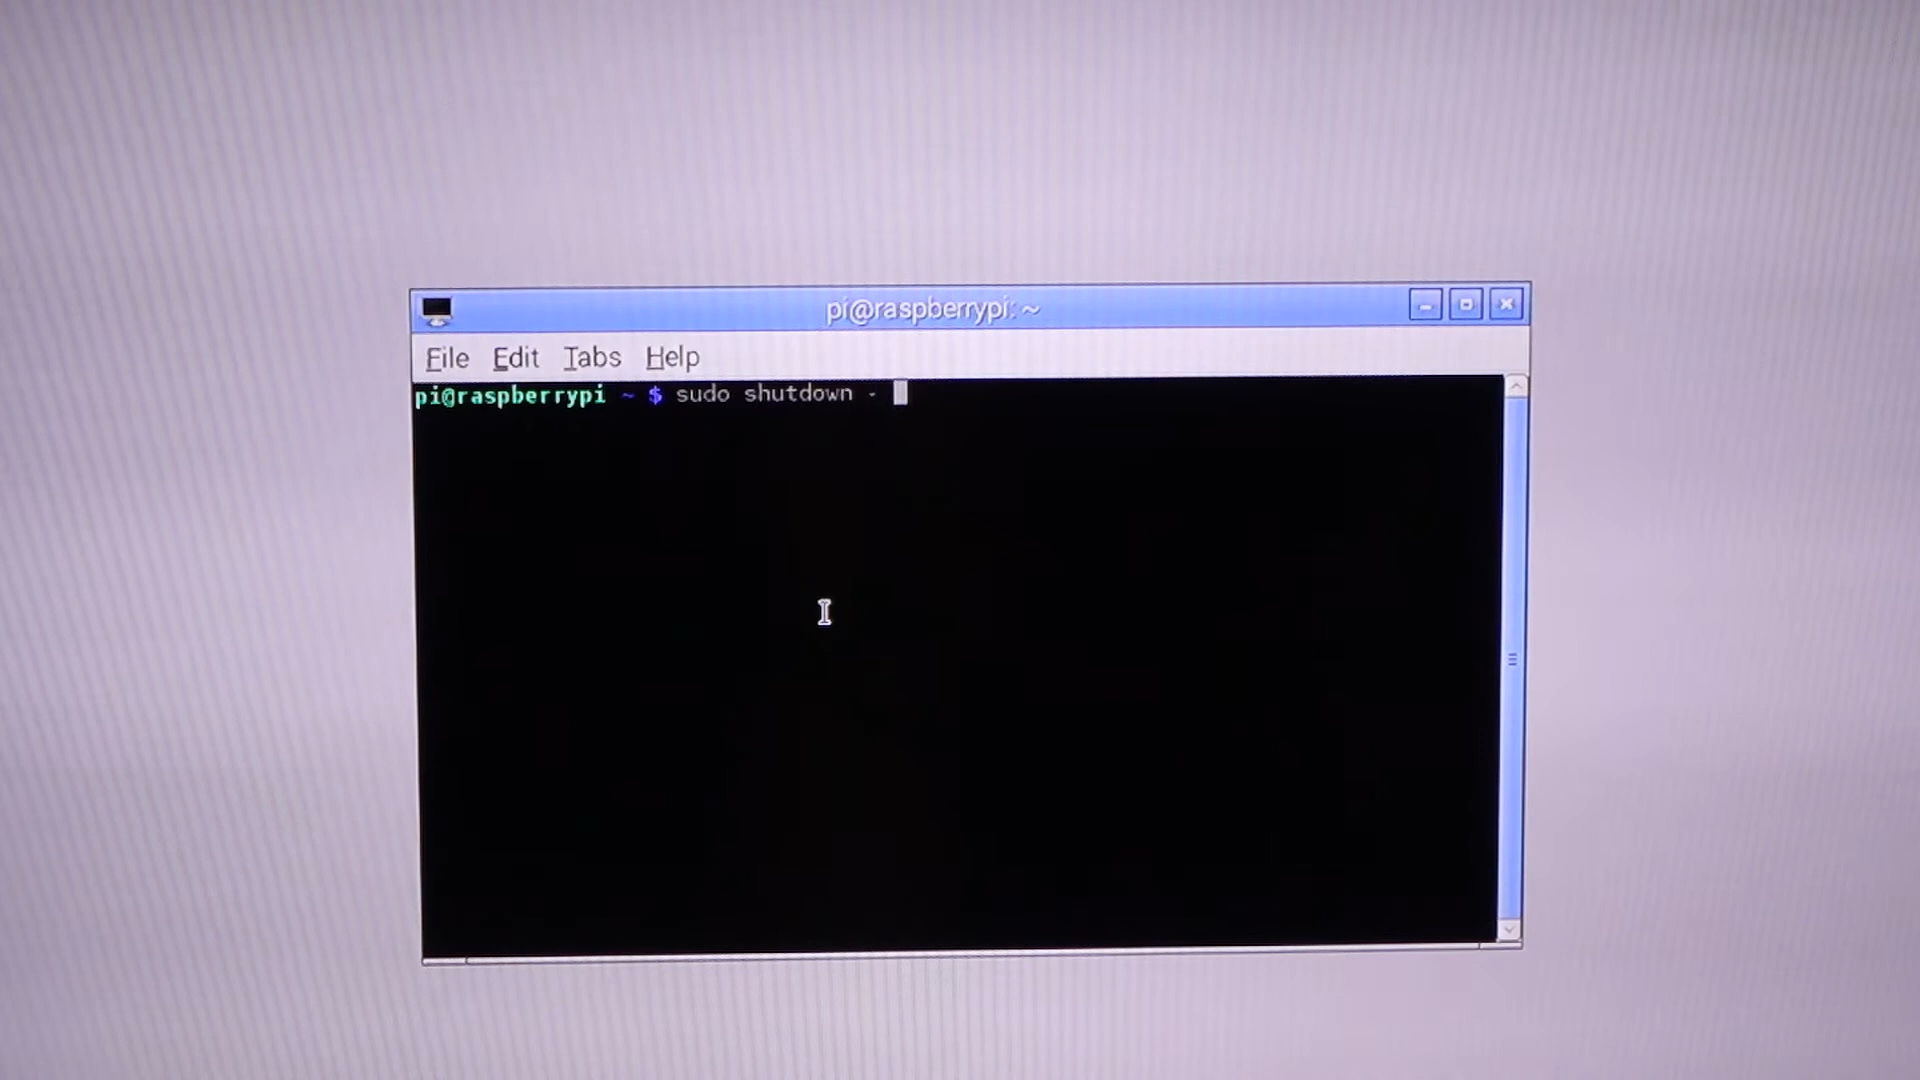 pi@raspberrypi: ~
File Edit Tabs Help
pi@raspberrypi ~ $ sudo shutdown -